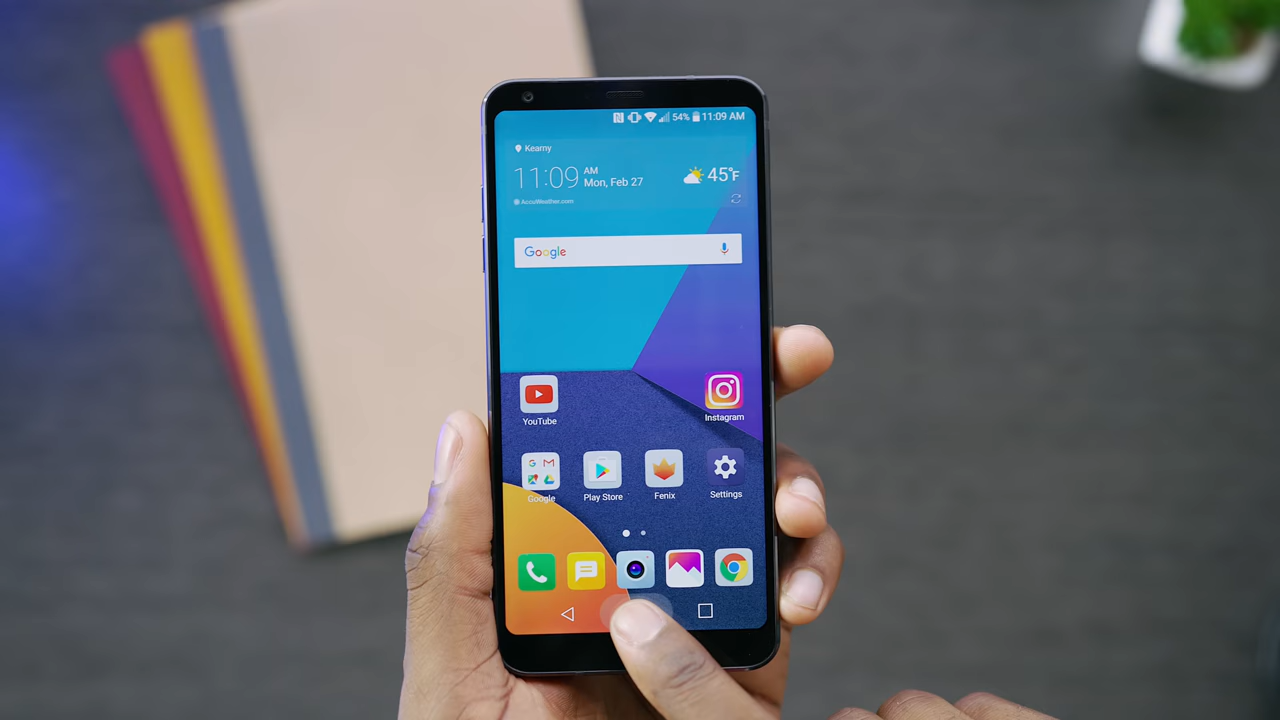 54% 11:09 AM
Kearny
11:09 AM
Mon, Feb 27
45°F
AccuWeather.com
Google
YouTube
Instagram
Google
Play Store
Fenix
Settings